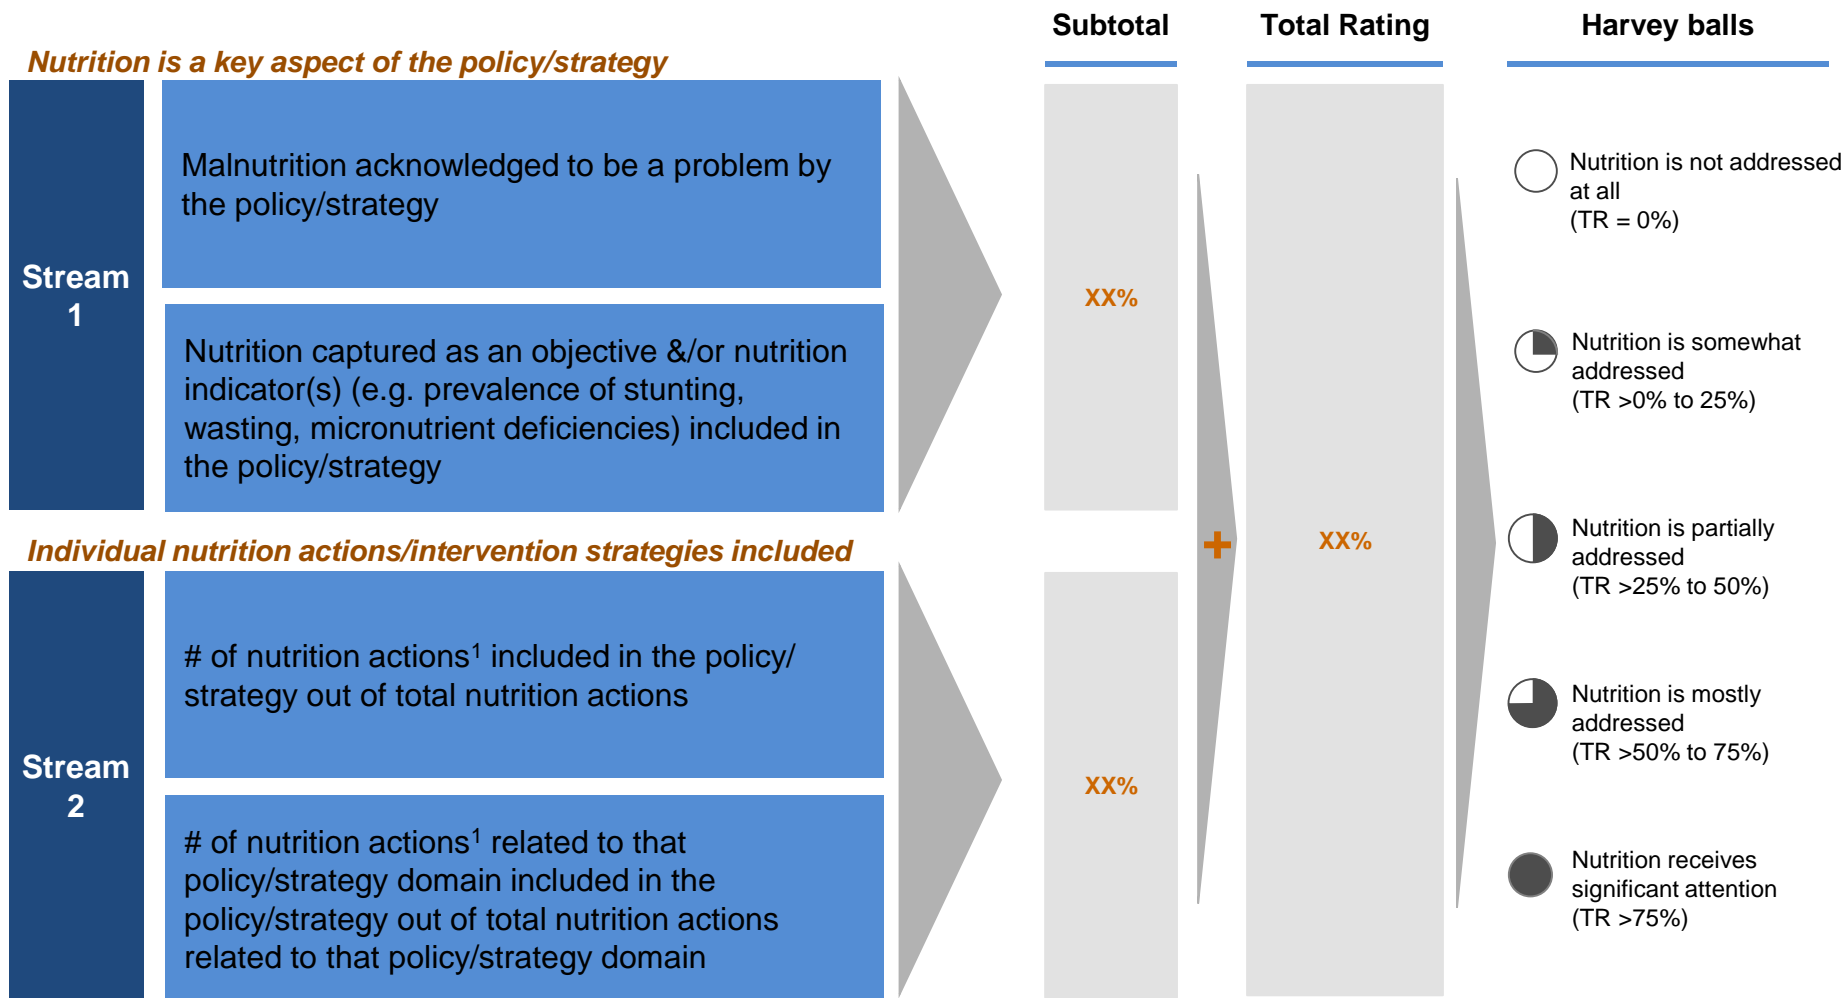 Subtotal
Total Rating
Harvey balls
Nutrition is a key aspect of the policy/strategy
Stream
1
Malnutrition acknowledged to be a problem by
the policy/strategy
Nutrition captured as an objective &/or nutrition
indicator(s) (e.g. prevalence of stunting,
wasting, micronutrient deficiencies) included in
the policy/strategy
XX%
Individual nutrition actions/intervention strategies included
Stream
2
# of nutrition actions¹ included in the policy/
strategy out of total nutrition actions
# of nutrition actions¹ related to that
policy/strategy domain included in the
policy/strategy out of total nutrition actions
related to that policy/strategy domain
XX%
+
XX%
Nutrition is not addressed
at all
(TR = 0%)
Nutrition is somewhat
addressed
(TR >0% to 25%)
Nutrition is partially
addressed
(TR >25% to 50%)
Nutrition is mostly
addressed
(TR >50% to 75%)
Nutrition receives
significant attention
(TR >75%)